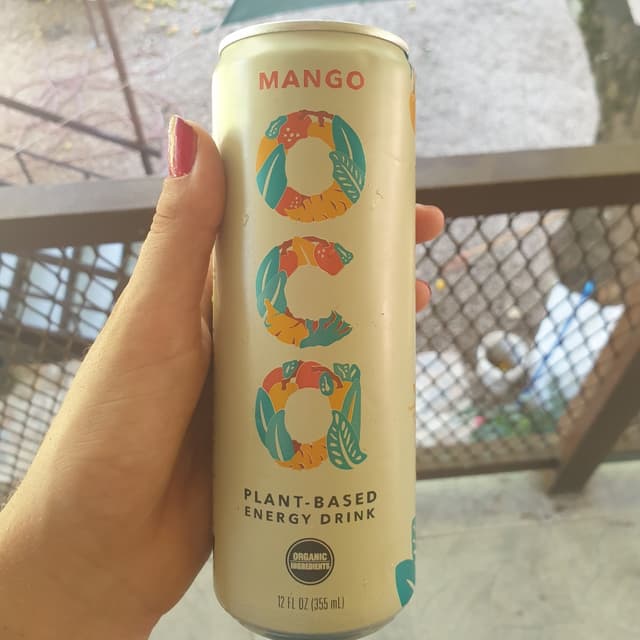 MANGO
oca
PLANT-BASED
ENERGY DRINK
ORGANIC
INGREDIENTS
12 FL OZ (355 mL)